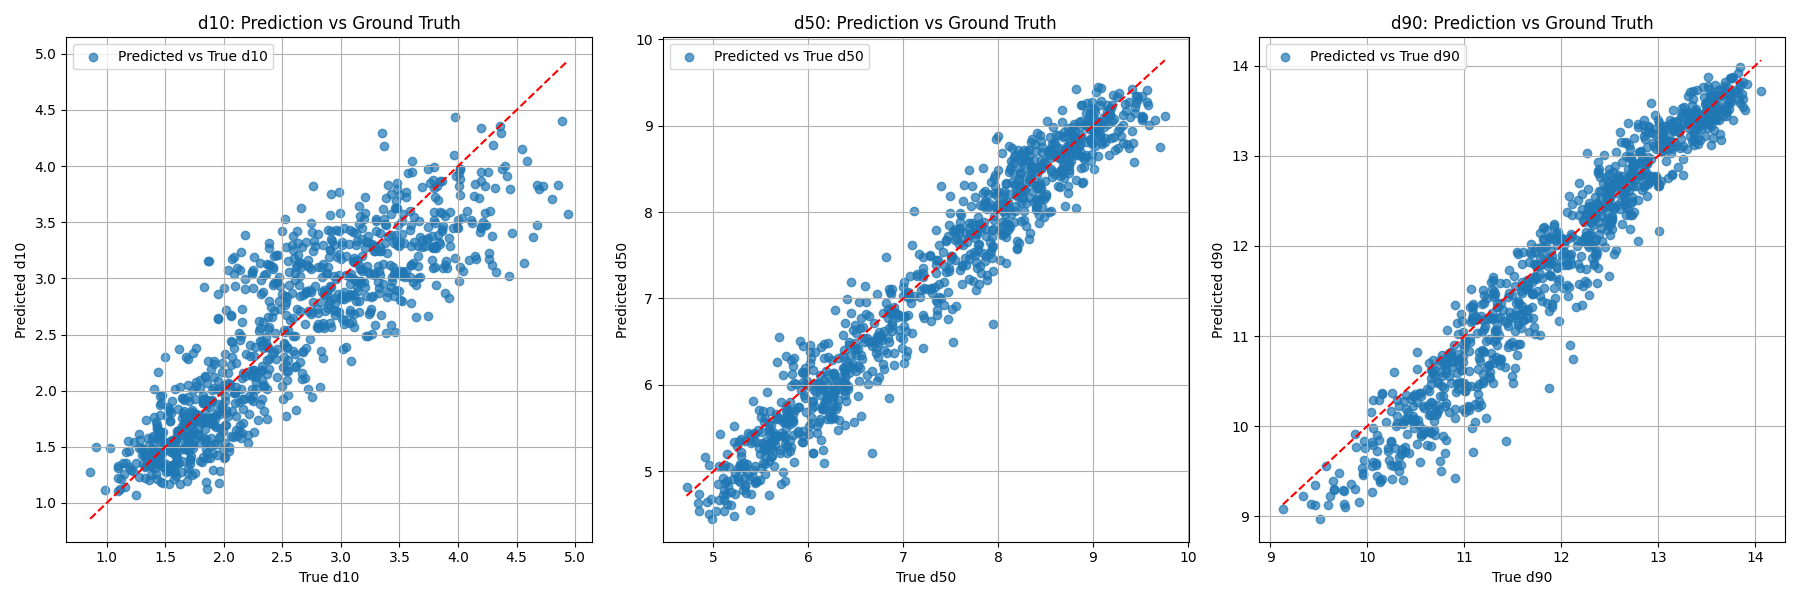 d10: Prediction vs Ground Truth
Predicted vs True d10
Predicted d10
5.0
4.5
4.0
3.5
3.0
2.5
2.0
1.5
1.0
1.0 1.5 2.0 2.5 3.0 3.5 4.0 4.5 5.0
True d10
d50: Prediction vs Ground Truth
Predicted vs True d50
Predicted d50
10
9
8
7
6
5
5 6 7 8 9 10
True d50
d90: Prediction vs Ground Truth
Predicted vs True d90
Predicted d90
14
13
12
11
10
9
9 10 11 12 13 14
True d90